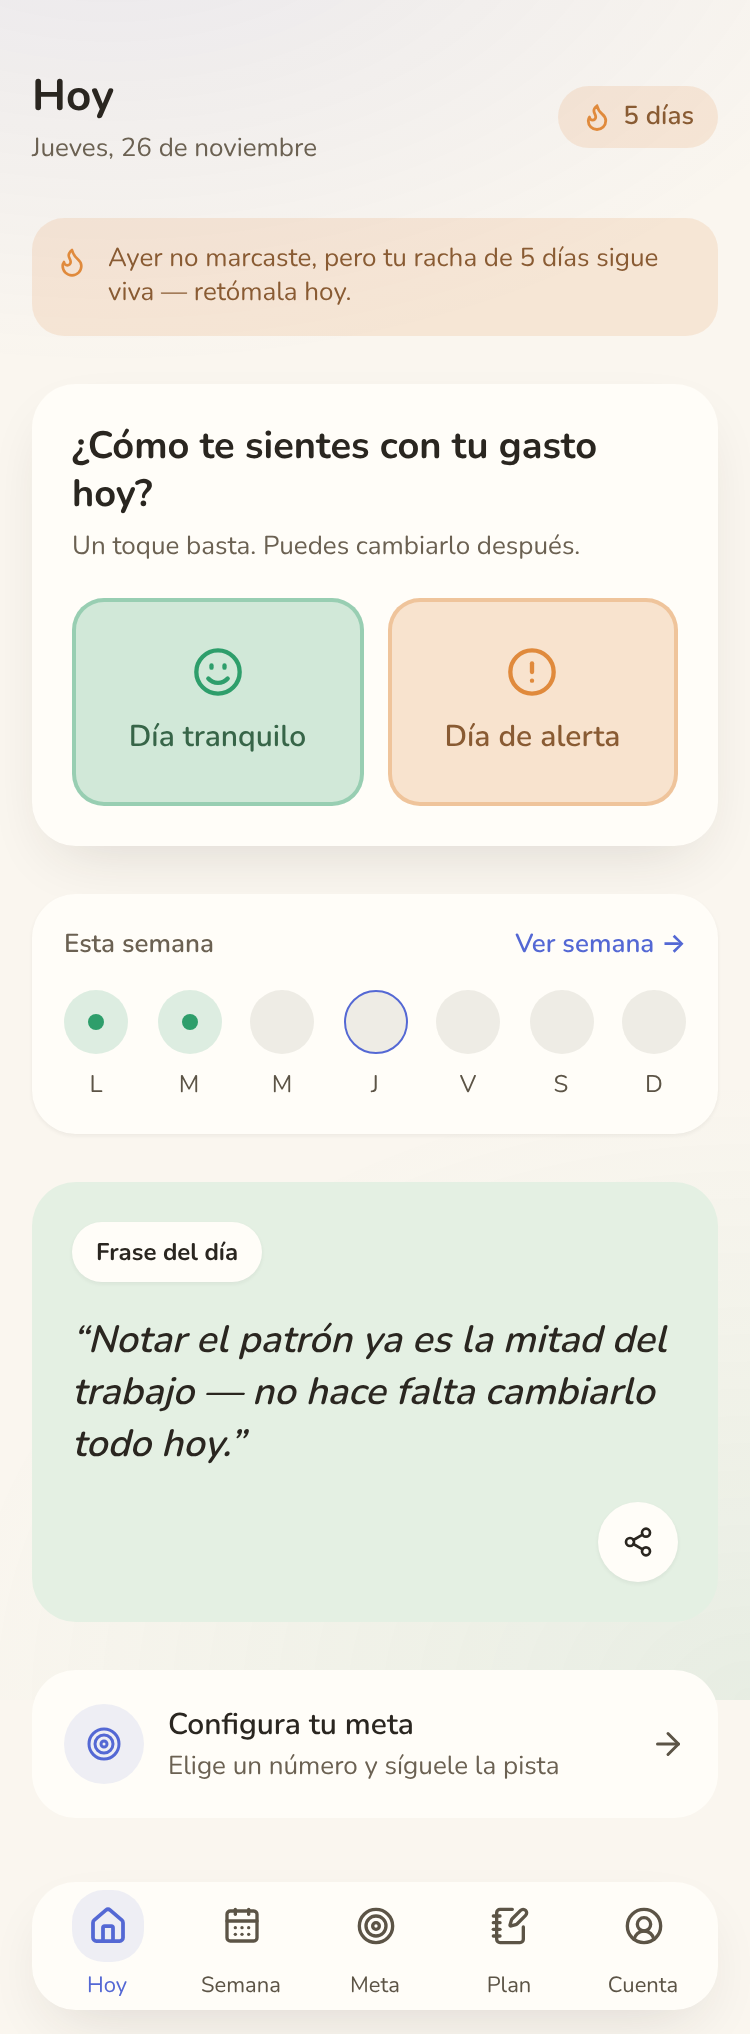 Hoy
Jueves, 26 de noviembre
5 días
Ayer no marcaste, pero tu racha de 5 días sigue
viva — retómala hoy.
¿Cómo te sientes con tu gasto
hoy?
Un toque basta. Puedes cambiarlo después.
Día tranquilo
Día de alerta
Esta semana
Ver semana →
L M M J V S D
Frase del día
“Notar el patrón ya es la mitad del
trabajo — no hace falta cambiarlo
todo hoy.”
Configura tu meta
Elige un número y síguele la pista
Hoy Semana Meta Plan Cuenta